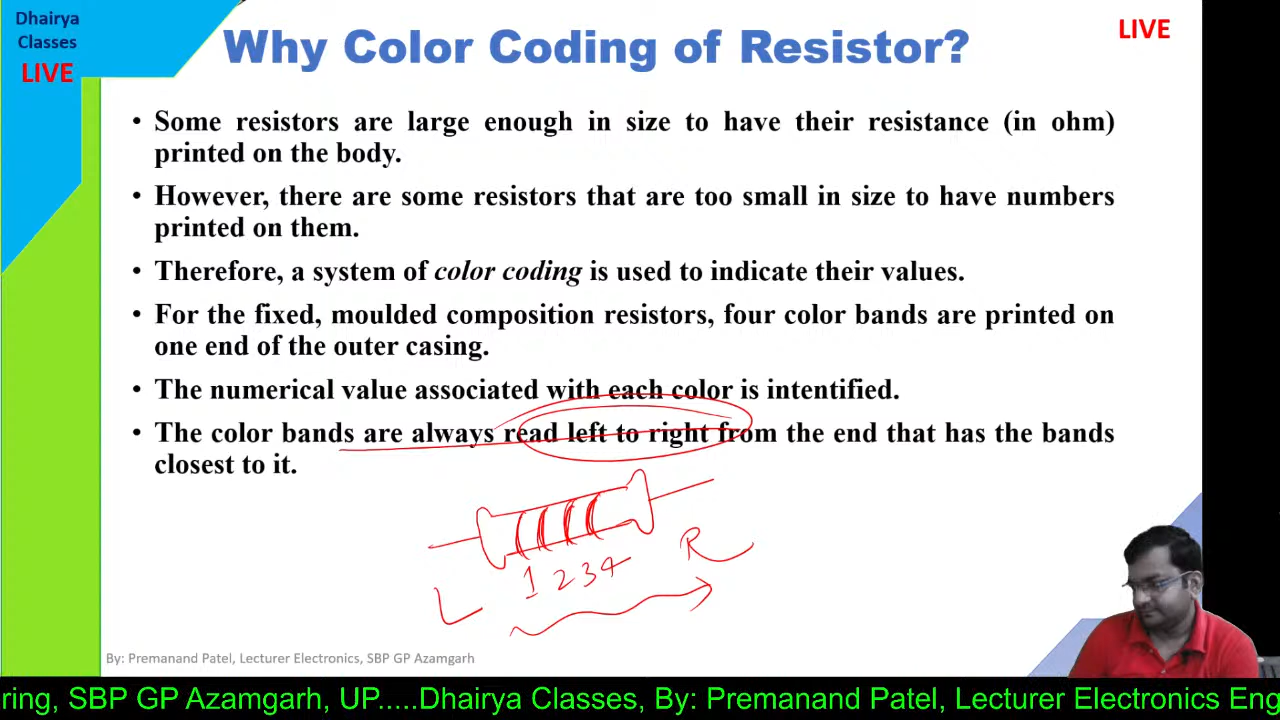 Dhairya
Classes
LIVE
Why Color Coding of Resistor?
LIVE
• Some resistors are large enough in size to have their resistance (in ohm)
printed on the body.
• However, there are some resistors that are too small in size to have numbers
printed on them.
• Therefore, a system of color coding is used to indicate their values.
• For the fixed, moulded composition resistors, four color bands are printed on
one end of the outer casing.
• The numerical value associated with each color is intentified.
• The color bands are always read left to right from the end that has the bands
closest to it.
L 1 2 3 4 R
By: Premanand Patel, Lecturer Electronics, SBP GP Azamgarh
ring, SBP GP Azamgarh, UP.....Dhairya Classes, By: Premanand Patel, Lecturer Electronics Eng